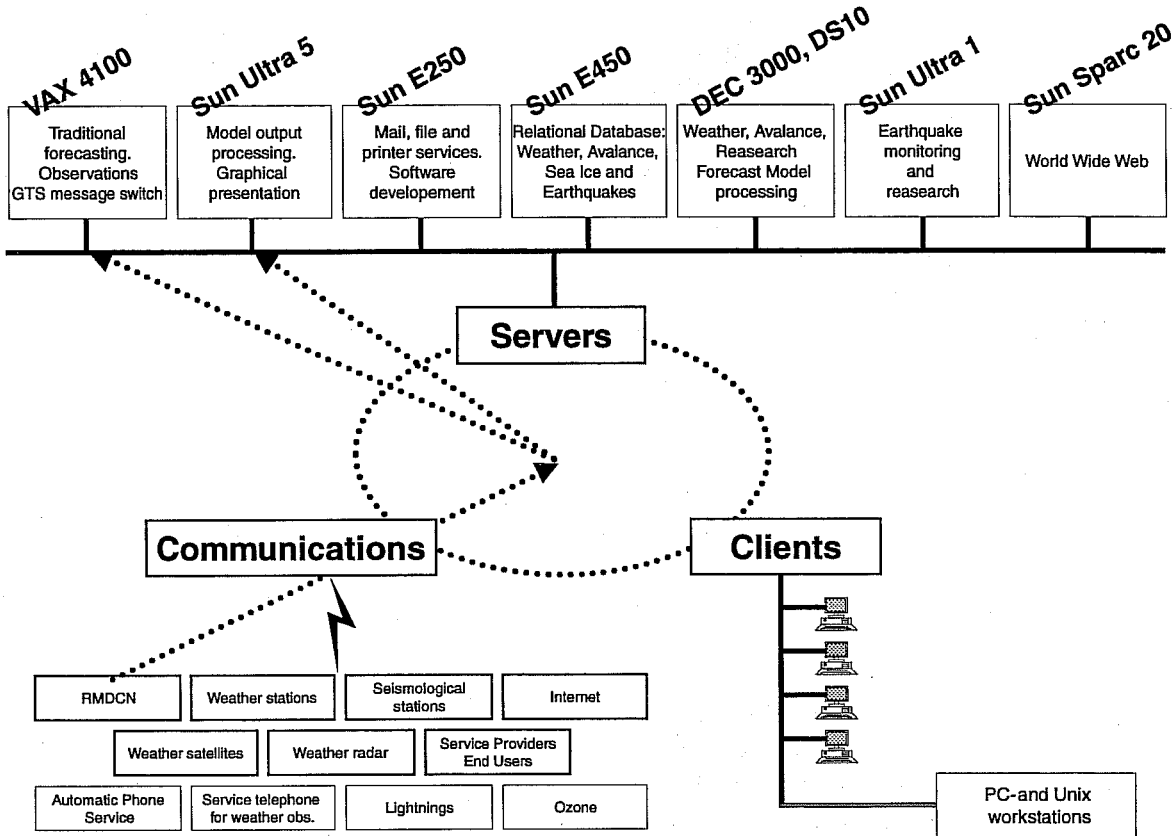 VAX 4100
Sun Ultra 5
Sun E250
Sun E450
DEC 3000, DS10
Sun Ultra 1
Sun Sparc 20
Traditional
forecasting.
Observations
GTS message switch
Model output
processing.
Graphical
presentation
Mail, file and
printer services.
Software
developement
Relational Database:
Weather, Avalance,
Sea Ice and
Earthquakes
Weather, Avalance,
Reasearch
Forecast Model
processing
Earthquake
monitoring
and
reasearch
World Wide Web
Servers
Communications
Clients
RMDCN
Weather stations
Seismological
stations
Internet
Weather satellites
Weather radar
Service Providers
End Users
Automatic Phone
Service
Service telephone
for weather obs.
Lightnings
Ozone
PC-and Unix
workstations